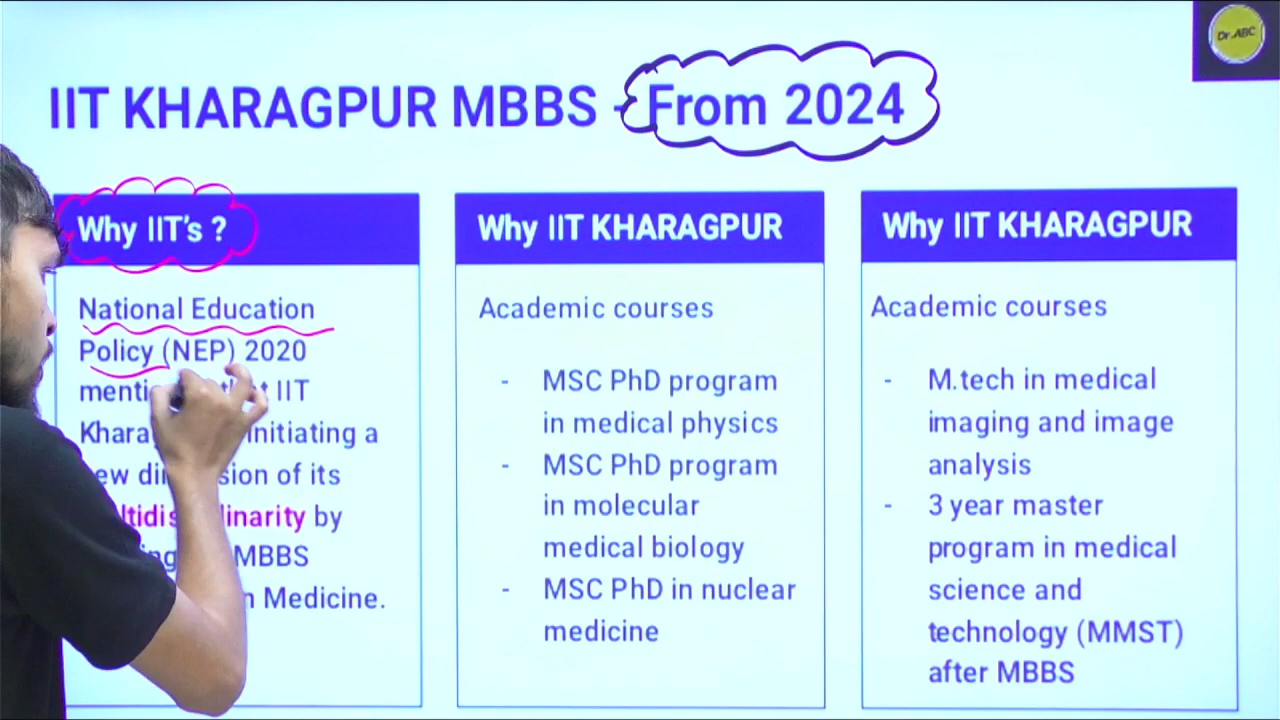 Dr.ABC
IIT KHARAGPUR MBBS - From 2024
Why IIT's ?
National Education
Policy (NEP) 2020
IIT
initiating a
of its
by
MBBS
Medicine.
Why IIT KHARAGPUR
Academic courses
- MSC PhD program
in medical physics
- MSC PhD program
in molecular
medical biology
- MSC PhD in nuclear
medicine
Why IIT KHARAGPUR
Academic courses
- M.tech in medical
imaging and image
analysis
- 3 year master
program in medical
science and
technology (MMST)
after MBBS